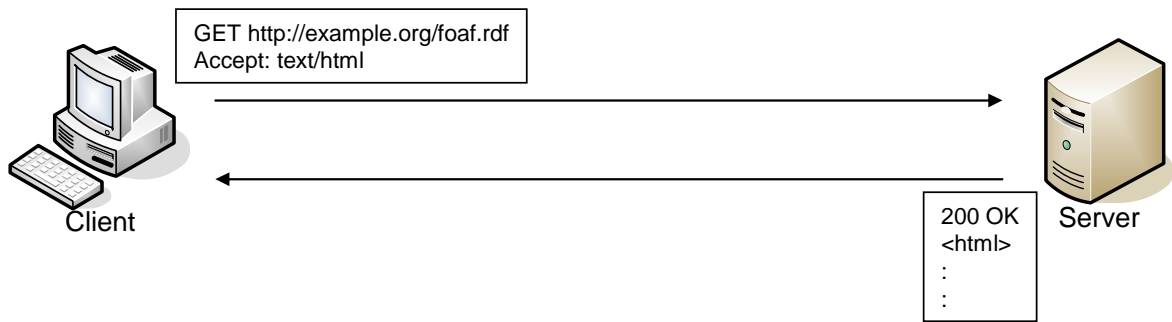 GET http://example.org/foaf.rdf
Accept: text/html
Client
200 OK
<html>
:
:
Server